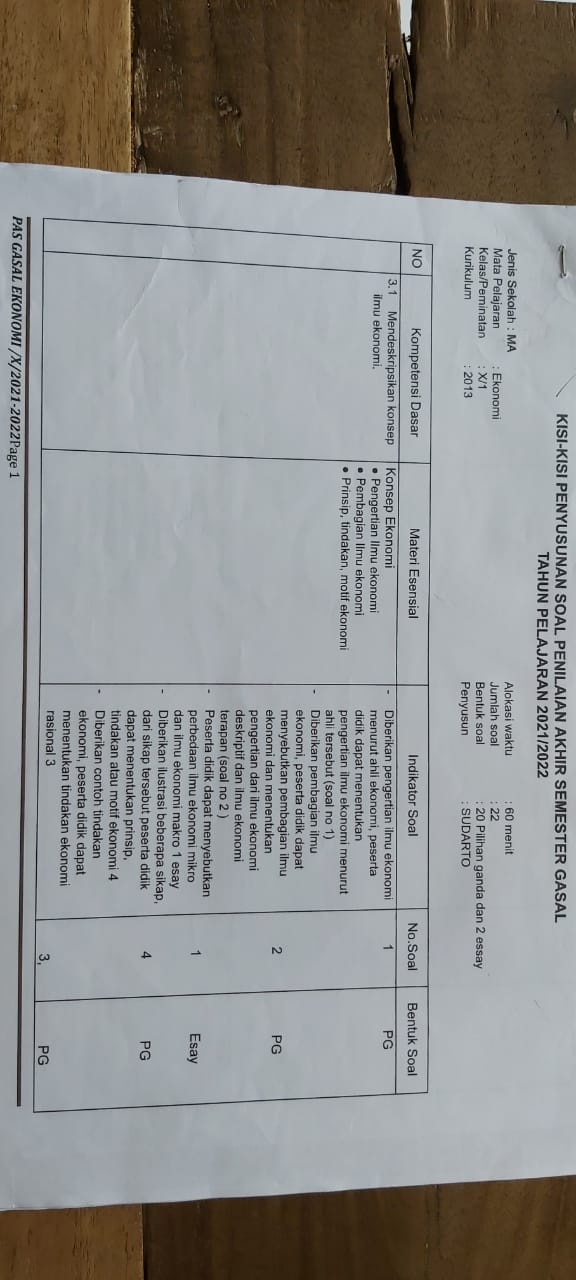 KISI-KISI PENYUSUNAN SOAL PENILAIAN AKHIR SEMESTER GASAL
TAHUN PELAJARAN 2021/2022
Jenis Sekolah : MA
Mata Pelajaran : Ekonomi
Kelas/Peminatan : X/1
Kurikulum : 2013
Alokasi waktu : 60 menit
Jumlah soal : 22
Bentuk soal : 20 Pilihan ganda dan 2 essay
Penyusun : SUDARTO
NO Kompetensi Dasar Materi Esensial Indikator Soal No.Soal Bentuk Soal
3.1 Mendeskripsikan konsep
ilmu ekonomi.
Konsep Ekonomi
• Pengertian Ilmu ekonomi
• Pembagian Ilmu ekonomi
• Prinsip, tindakan, motif ekonomi
- Diberikan pengertian ilmu ekonomi
menurut ahli ekonomi, peserta
didik dapat menentukan
pengertian ilmu ekonomi menurut
ahli tersebut (soal no 1)
1 PG
- Diberikan pembagian ilmu
ekonomi, peserta didik dapat
menyebutkan pembagian ilmu
ekonomi dan menentukan
pengertian dari ilmu ekonomi
deskriptif dan ilmu ekonomi
terapan (soal no 2 )
2 PG
- Peserta didik dapat menyebutkan
perbedaan ilmu ekonomi mikro
dan ilmu ekonomi makro 1 esay
1 Esay
- Diberikan ilustrasi beberapa sikap,
dari sikap tersebut peserta didik
dapat menentukan prinsip,
tindakan atau motif ekonomi 4
4 PG
- Diberikan contoh tindakan
ekonomi, peserta didik dapat
menentukan tindakan ekonomi
rasional 3
3, PG
PAS GASAL EKONOMI /X/2021-2022Page 1